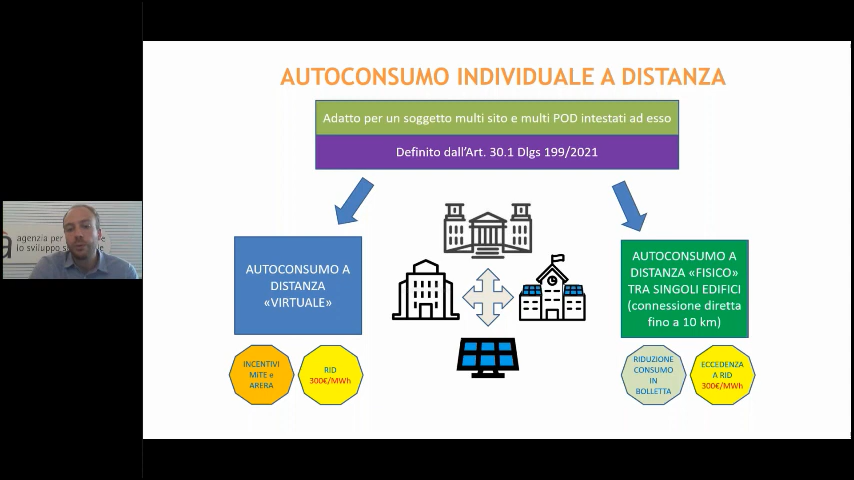 AUTOCONSUMO INDIVIDUALE A DISTANZA
Adatto per un soggetto multi sito e multi POD intestati ad esso
Definito dall'Art. 30.1 Dlgs 199/2021
AUTOCONSUMO A
DISTANZA
«VIRTUALE»
AUTOCONSUMO A
DISTANZA «FISICO»
TRA SINGOLI EDIFICI
(connessione diretta
fino a 10 km)
INCENTIVI
MITE e
ARERA
RID
300€/MWh
RIDUZIONE
CONSUMO
IN
BOLLETTA
ECCEDENZA
A RID
300€/MWh
agenzia per
lo sviluppo